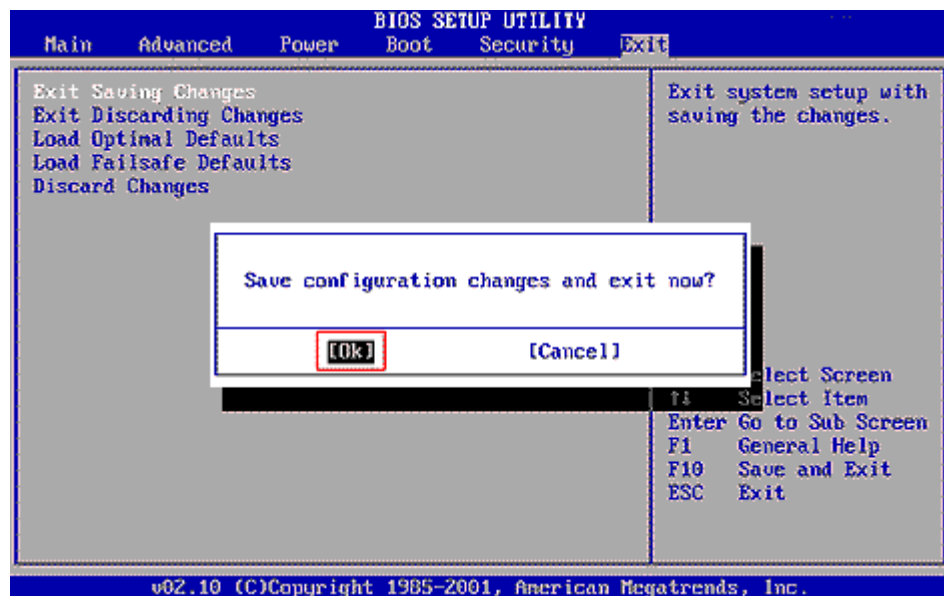 BIOS SETUP UTILITY
Main Advanced Power Boot Security Exit
Exit Saving Changes
Exit Discarding Changes
Load Optimal Defaults
Load Failsafe Defaults
Discard Changes
Exit system setup with
saving the changes.
Save configuration changes and exit now?
[Ok] [Cancel]
lect Screen
↑↓ Select Item
Enter Go to Sub Screen
F1 General Help
F10 Save and Exit
ESC Exit
v02.10 (C)Copyright 1985-2001, American Megatrends, Inc.